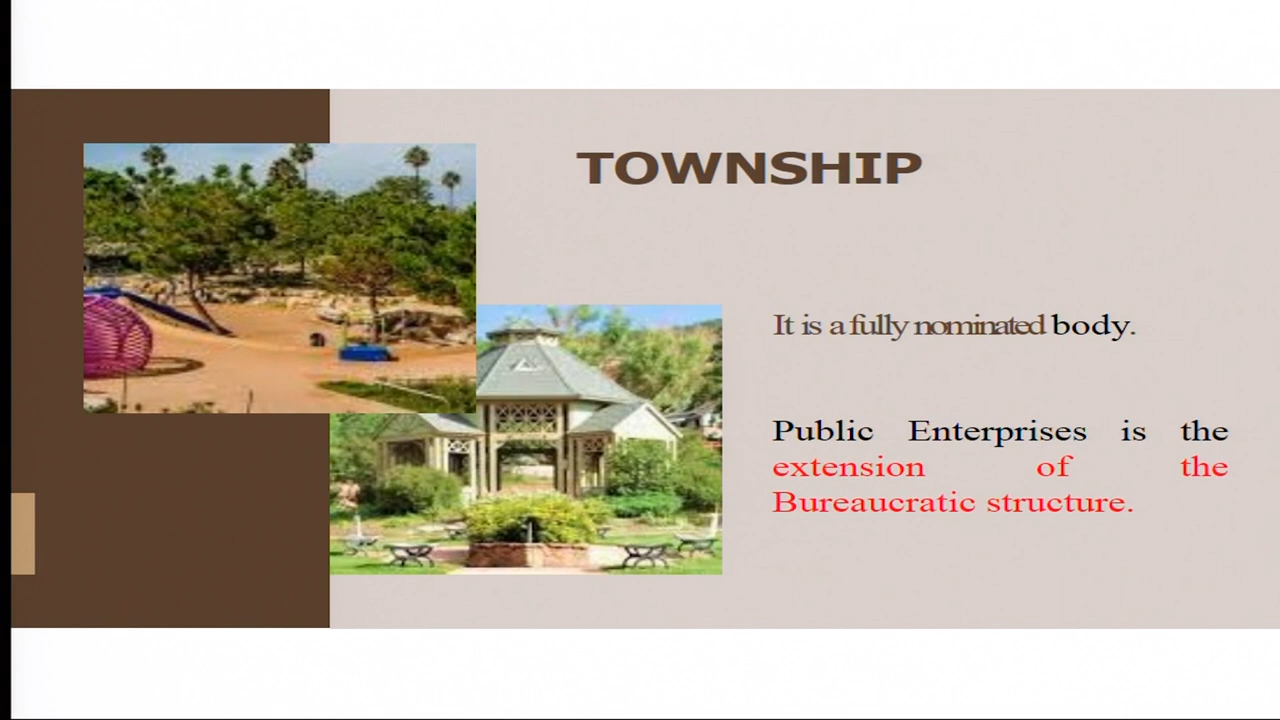 TOWNSHIP
It is a fully nominated body.
Public Enterprises is the
extension of the
Bureaucratic structure.